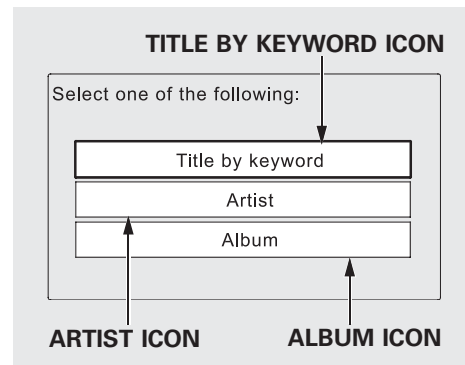 TITLE BY KEYWORD ICON
Select one of the following:
Title by keyword
Artist
Album
ARTIST ICON
ALBUM ICON